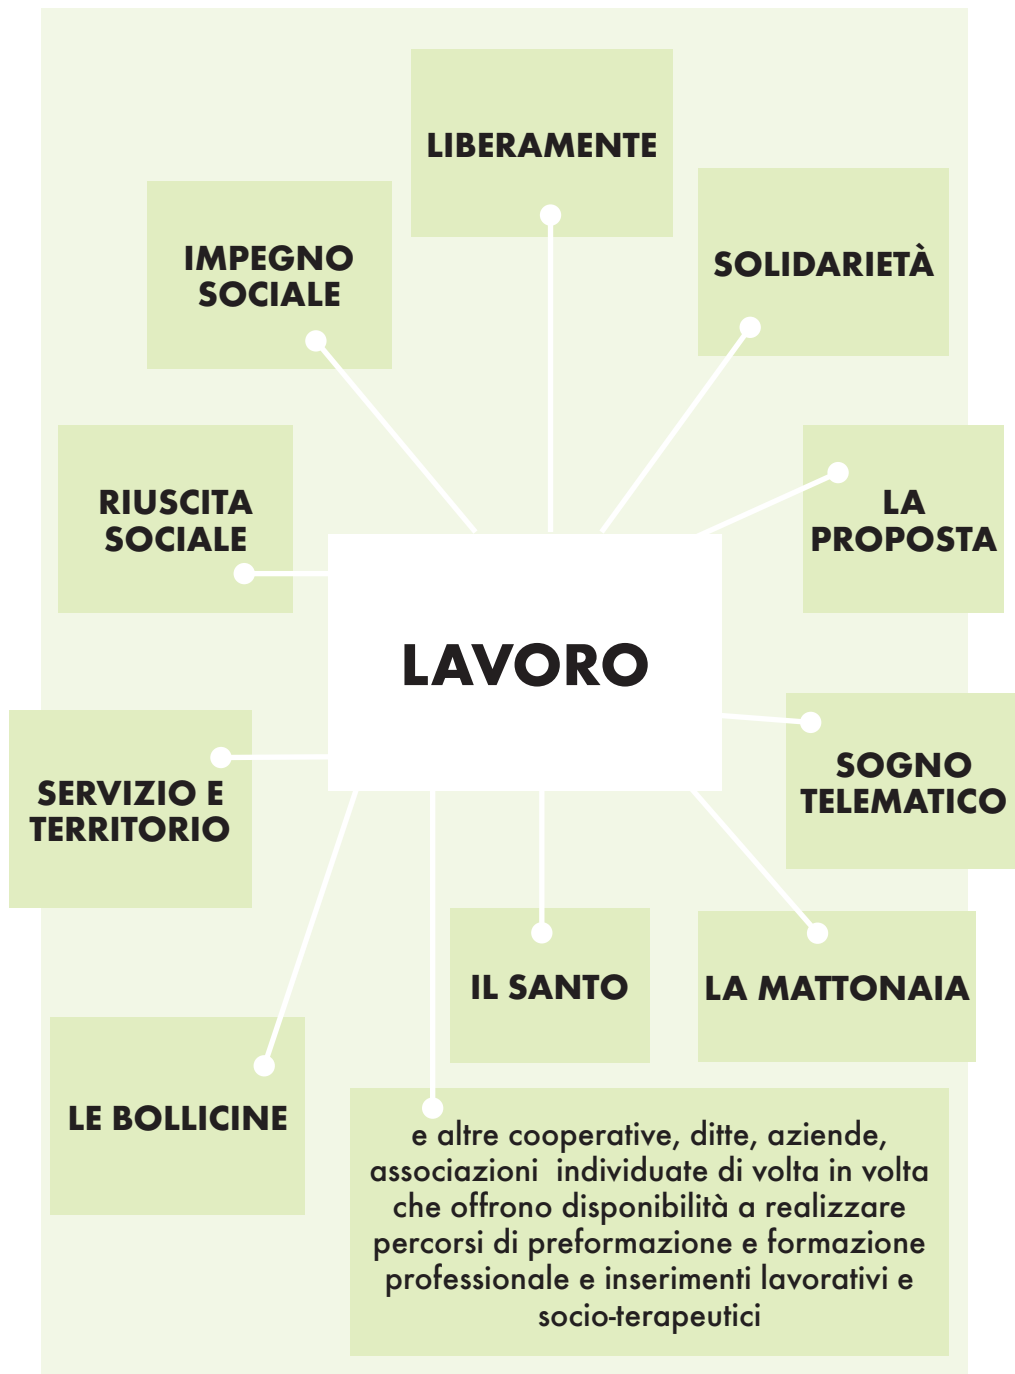 LIBERAMENTE
IMPEGNO
SOCIALE
SOLIDARIETÀ
RIUSCITA
SOCIALE
LA
PROPOSTA
LAVORO
SERVIZIO E
TERRITORIO
SOGNO
TELEMATICO
IL SANTO
LA MATTONAIA
LE BOLLICINE
e altre cooperative, ditte, aziende,
associazioni  individuate di volta in volta
che offrono disponibilità a realizzare
percorsi di preformazione e formazione
professionale e inserimenti lavorativi e
socio-terapeutici